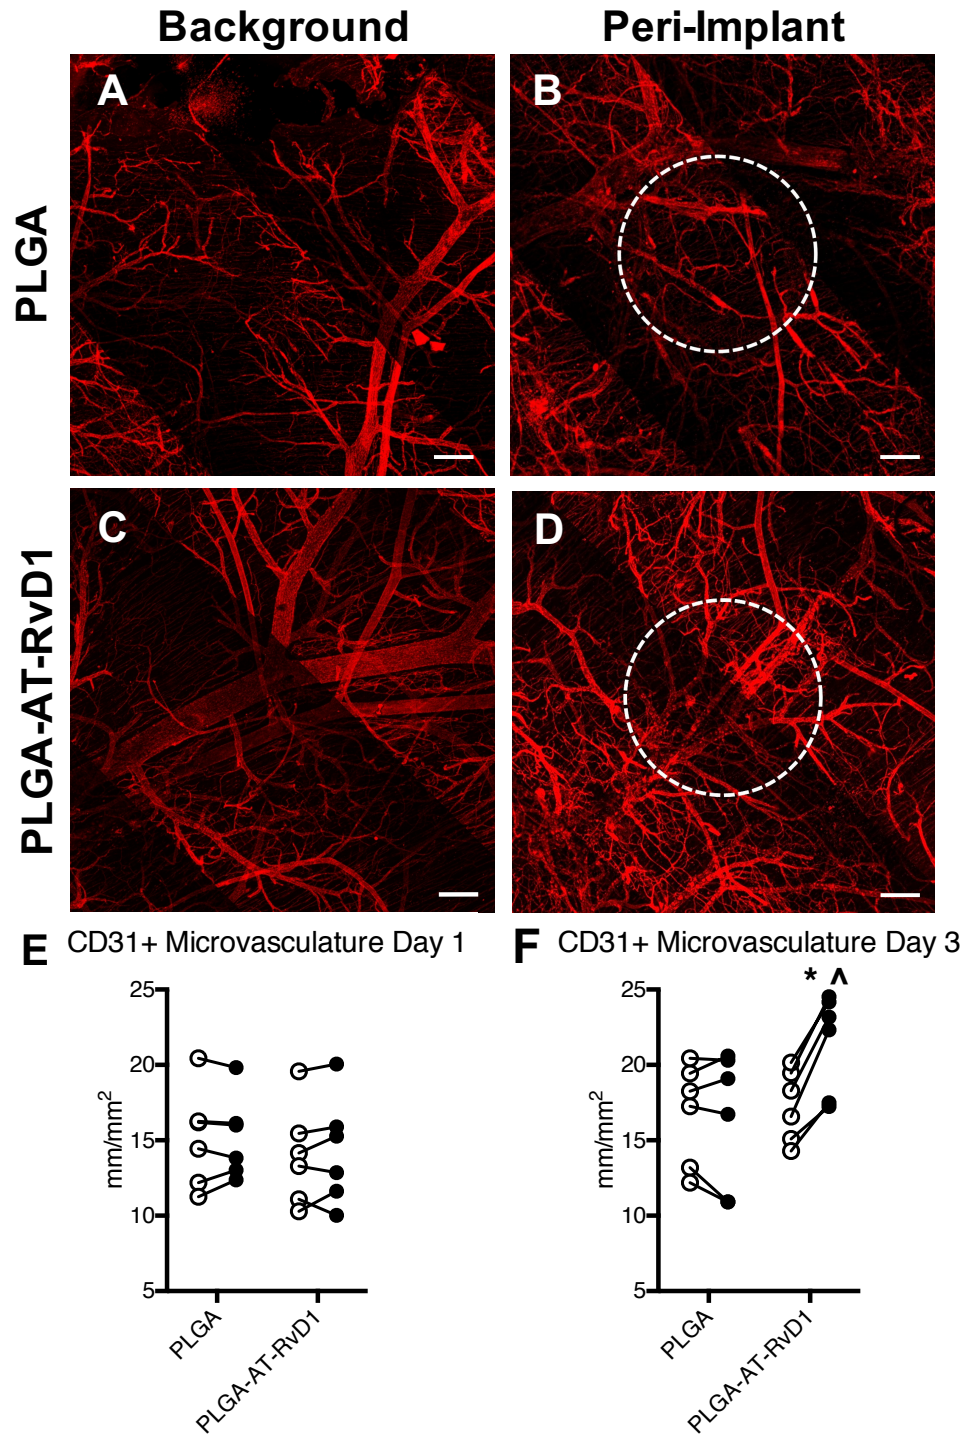 Background Peri-Implant
PLGA
A
B
PLGA-AT-RvD1
C
D
E CD31+ Microvasculature Day 1
25
20
15
10
5
mm/mm²
PLGA
PLGA-AT-RvD1
F CD31+ Microvasculature Day 3
* ^
25
20
15
10
5
mm/mm²
PLGA
PLGA-AT-RvD1